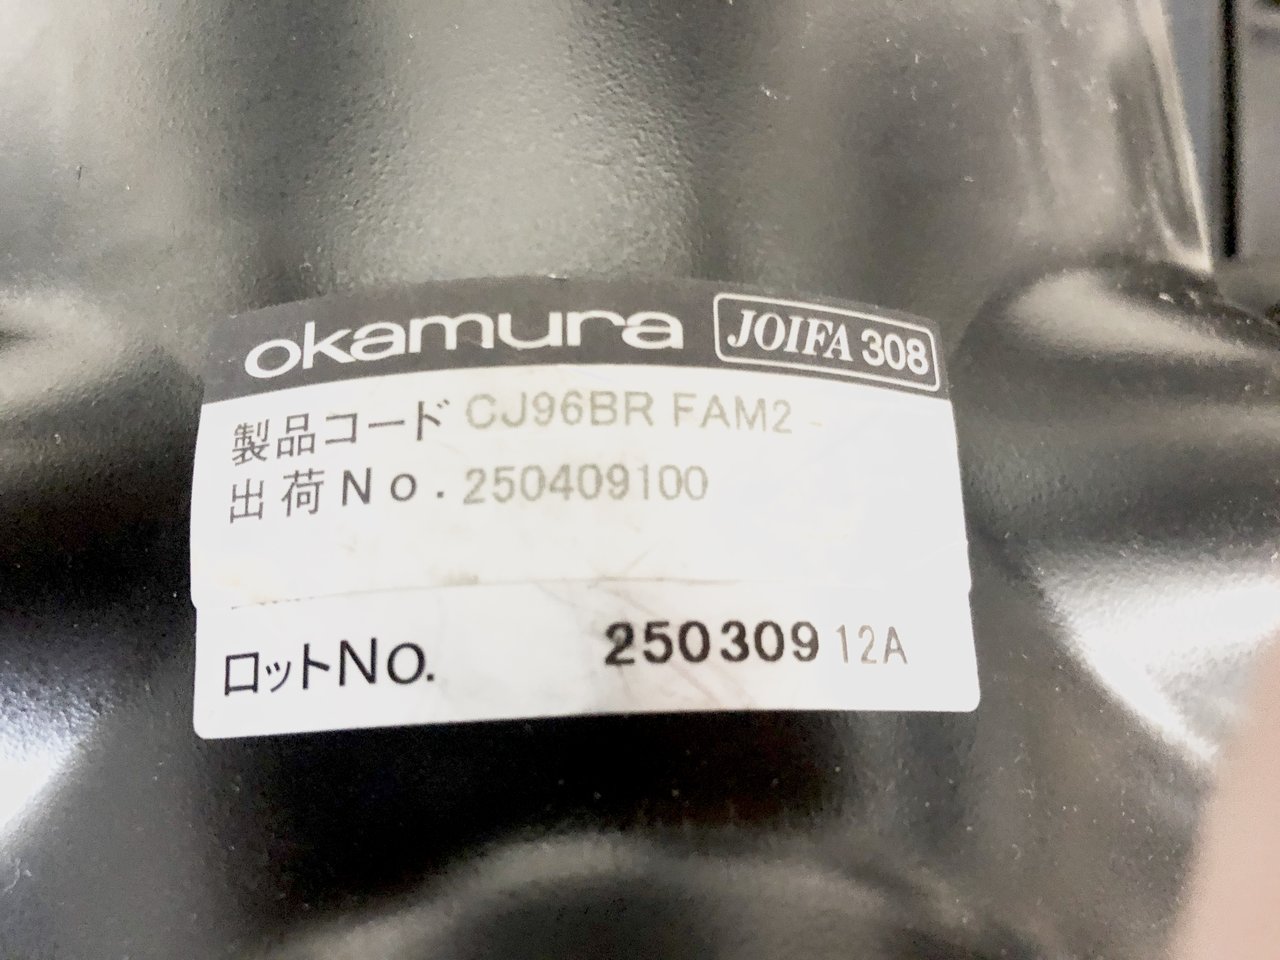 okamura JOIFA 308
製品コード CJ96BR FAM2 -
出荷No.250409100
ロットNo. 250309 12A